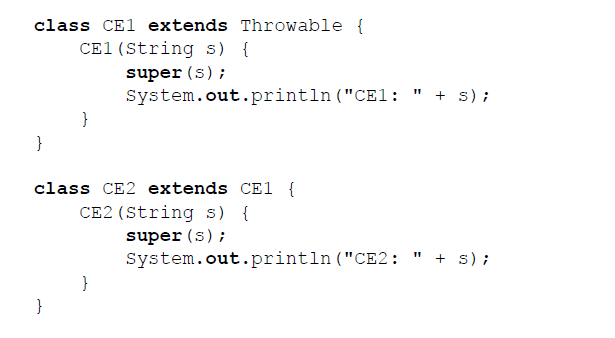 class CE1 extends Throwable {
    CE1(String s) {
        super(s);
        System.out.println("CE1: " + s);
    }
}

class CE2 extends CE1 {
    CE2(String s) {
        super(s);
        System.out.println("CE2: " + s);
    }
}